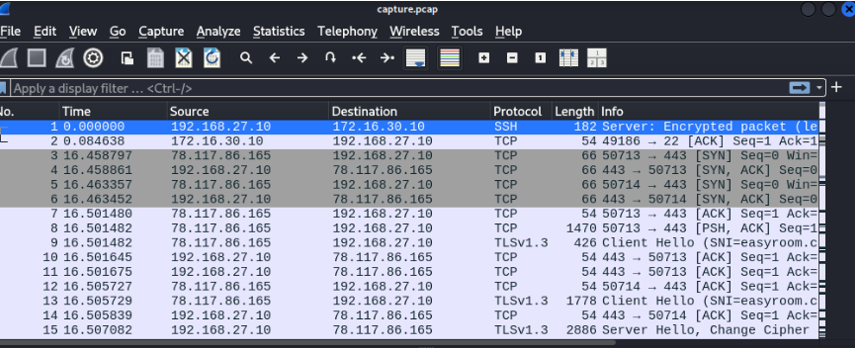 capture.pcap
File Edit View Go Capture Analyze Statistics Telephony Wireless Tools Help
Apply a display filter ... <Ctrl-/>
No. Time Source Destination Protocol Length Info
1 0.000000 192.168.27.10 172.16.30.10 SSH 182 Server: Encrypted packet (le
2 0.084638 172.16.30.10 192.168.27.10 TCP 54 49186 → 22 [ACK] Seq=1 Ack=1
3 16.458797 78.117.86.165 192.168.27.10 TCP 66 50713 → 443 [SYN] Seq=0 Win=
4 16.458861 192.168.27.10 78.117.86.165 TCP 66 443 → 50713 [SYN, ACK] Seq=0
5 16.463357 78.117.86.165 192.168.27.10 TCP 66 50714 → 443 [SYN] Seq=0 Win=
6 16.463452 192.168.27.10 78.117.86.165 TCP 66 443 → 50714 [SYN, ACK] Seq=0
7 16.501480 78.117.86.165 192.168.27.10 TCP 54 50713 → 443 [ACK] Seq=1 Ack=
8 16.501482 78.117.86.165 192.168.27.10 TCP 1470 50713 → 443 [PSH, ACK] Seq=1
9 16.501482 78.117.86.165 192.168.27.10 TLSv1.3 426 Client Hello (SNI=easyroom.c
10 16.501645 192.168.27.10 78.117.86.165 TCP 54 443 → 50713 [ACK] Seq=1 Ack=
11 16.501675 192.168.27.10 78.117.86.165 TCP 54 443 → 50713 [ACK] Seq=1 Ack=
12 16.505727 78.117.86.165 192.168.27.10 TCP 54 50714 → 443 [ACK] Seq=1 Ack=
13 16.505729 78.117.86.165 192.168.27.10 TLSv1.3 1778 Client Hello (SNI=easyroom.c
14 16.505839 192.168.27.10 78.117.86.165 TCP 54 443 → 50714 [ACK] Seq=1 Ack=
15 16.507082 192.168.27.10 78.117.86.165 TLSv1.3 2886 Server Hello, Change Cipher